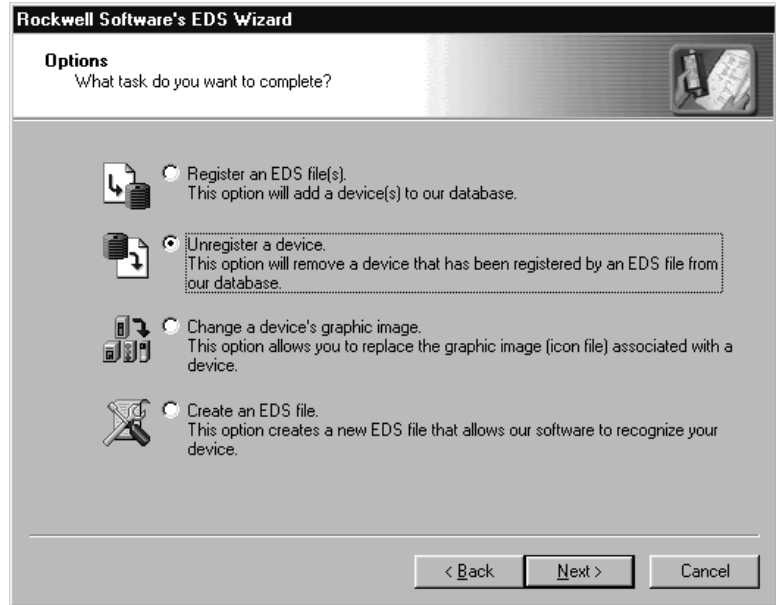 Rockwell Software's EDS Wizard
Options
What task do you want to complete?
Register an EDS file(s).
This option will add a device(s) to our database.
Unregister a device.
This option will remove a device that has been registered by an EDS file from
our database.
Change a device's graphic image.
This option allows you to replace the graphic image (icon file) associated with a
device.
Create an EDS file.
This option creates a new EDS file that allows our software to recognize your
device.
< Back
Next >
Cancel